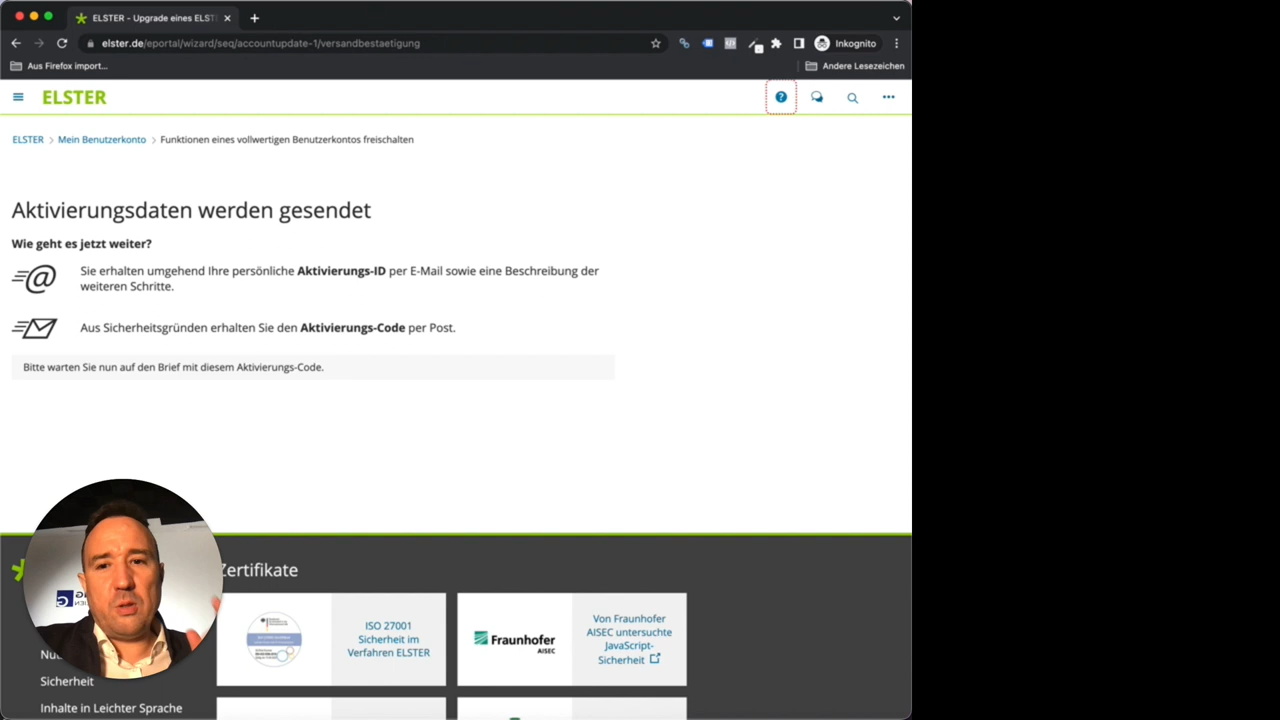 ELSTER - Upgrade eines ELST
elster.de/eportal/wizard/seq/accountupdate-1/versandbestaetigung
Inkognito
Aus Firefox import...
Andere Lesezeichen
ELSTER
ELSTER > Mein Benutzerkonto > Funktionen eines vollwertigen Benutzerkontos freischalten
Aktivierungsdaten werden gesendet
Wie geht es jetzt weiter?
Sie erhalten umgehend Ihre persönliche Aktivierungs-ID per E-Mail sowie eine Beschreibung der
weiteren Schritte.
Aus Sicherheitsgründen erhalten Sie den Aktivierungs-Code per Post.
Bitte warten Sie nun auf den Brief mit diesem Aktivierungs-Code.
Zertifikate
ISO 27001
Sicherheit im
Verfahren ELSTER
Fraunhofer
AISEC
Von Fraunhofer
AISEC untersuchte
JavaScript-
Sicherheit
Nut
Sicherheit
Inhalte in Leichter Sprache